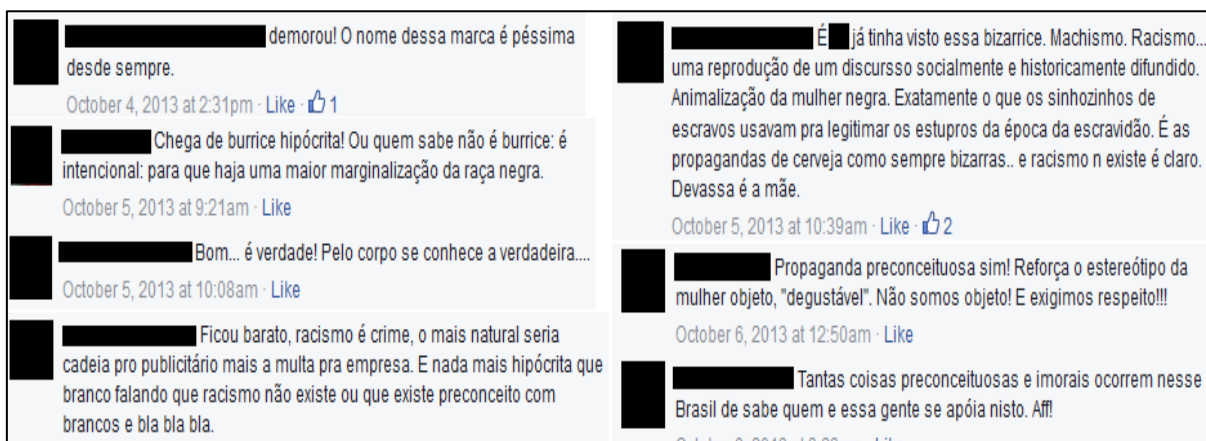 demorou! O nome dessa marca é péssima
desde sempre.
October 4, 2013 at 2:31pm · Like · 1
Chega de burrice hipócrita! Ou quem sabe não é burrice: é
intencional: para que haja uma maior marginalização da raça negra.
October 5, 2013 at 9:21am · Like
Bom... é verdade! Pelo corpo se conhece a verdadeira....
October 5, 2013 at 10:08am · Like
Ficou barato, racismo é crime, o mais natural seria
cadeia pro publicitário mais a multa pra empresa. E nada mais hipócrita que
branco falando que racismo não existe ou que existe preconceito com
brancos e bla bla bla.
É já tinha visto essa bizarrice. Machismo. Racismo...
uma reprodução de um discursso socialmente e historicamente difundido.
Animalização da mulher negra. Exatamente o que os sinhozinhos de
escravos usavam pra legitimar os estupros da época da escravidão. É as
propagandas de cerveja como sempre bizarras.. e racismo n existe é claro.
Devassa é a mãe.
October 5, 2013 at 10:39am · Like · 2
Propaganda preconceituosa sim! Reforça o estereótipo da
mulher objeto, "degustável". Não somos objeto! E exigimos respeito!!!
October 6, 2013 at 12:50am · Like
Tantas coisas preconceituosas e imorais ocorrem nesse
Brasil de sabe quem e essa gente se apóia nisto. Aff!